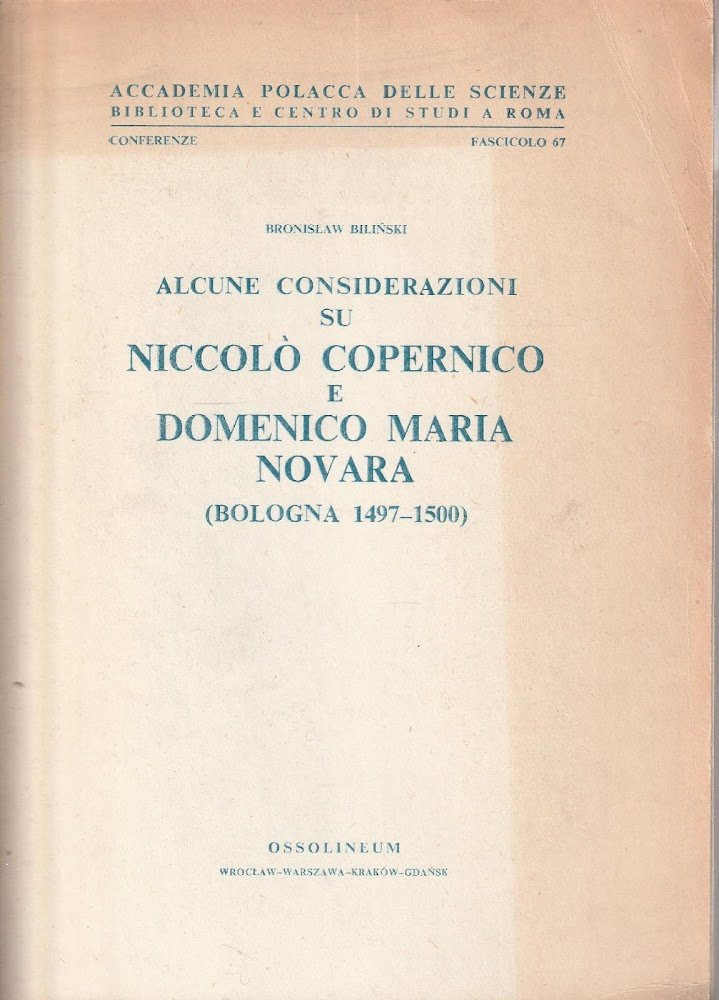 ACCADEMIA POLACCA DELLE SCIENZE
BIBLIOTECA E CENTRO DI STUDI A ROMA
CONFERENZE FASCICOLO 67
BRONISŁAW BILIŃSKI
ALCUNE CONSIDERAZIONI
SU
NICCOLÒ COPERNICO
E
DOMENICO MARIA
NOVARA
(BOLOGNA 1497–1500)
OSSOLINEUM
WROCŁAW–WARSZAWA–KRAKÓW–GDAŃSK